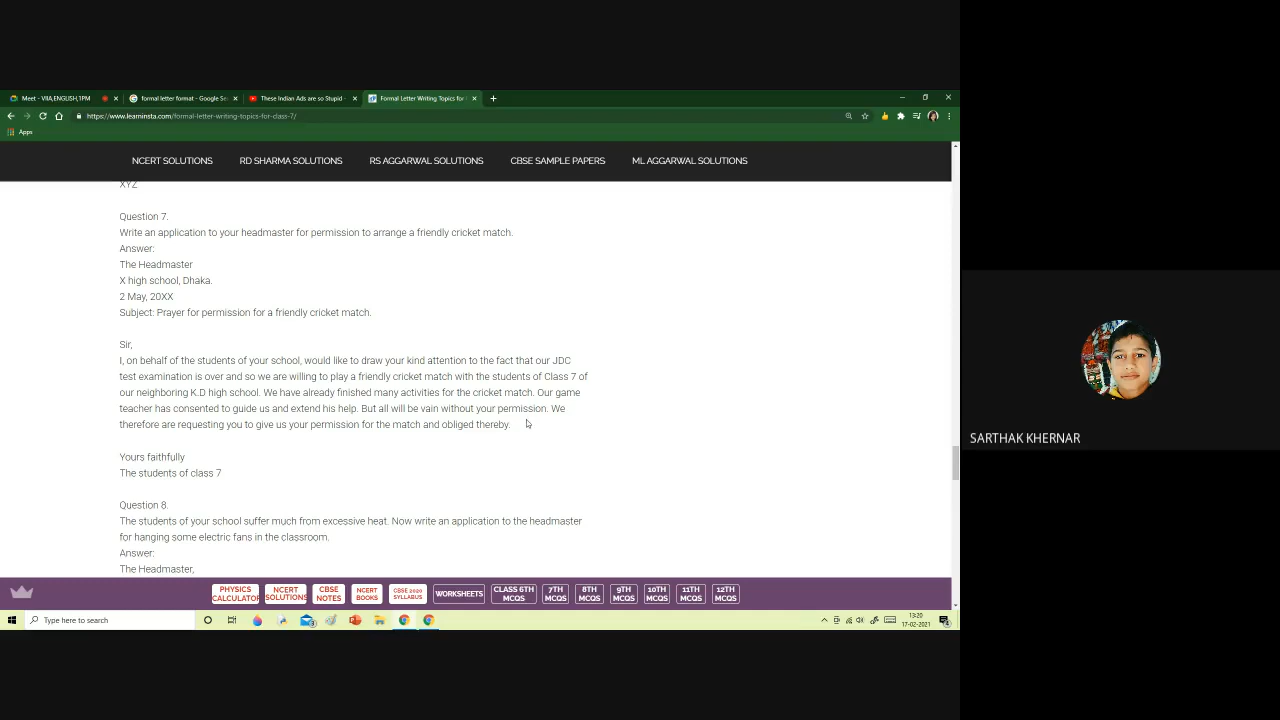 Meet - VIIA,ENGLISH,1PM
formal letter format - Google Se
These Indian Ads are so Stupid -
Formal Letter Writing Topics for
https://www.learninsta.com/formal-letter-writing-topics-for-class-7/
Apps
NCERT SOLUTIONS RD SHARMA SOLUTIONS RS AGGARWAL SOLUTIONS CBSE SAMPLE PAPERS ML AGGARWAL SOLUTIONS
XYZ
Question 7.
Write an application to your headmaster for permission to arrange a friendly cricket match.
Answer:
The Headmaster
X high school, Dhaka.
2 May, 20XX
Subject: Prayer for permission for a friendly cricket match.
Sir,
I, on behalf of the students of your school, would like to draw your kind attention to the fact that our JDC
test examination is over and so we are willing to play a friendly cricket match with the students of Class 7 of
our neighboring K.D high school. We have already finished many activities for the cricket match. Our game
teacher has consented to guide us and extend his help. But all will be vain without your permission. We
therefore are requesting you to give us your permission for the match and obliged thereby.
Yours faithfully
The students of class 7
Question 8.
The students of your school suffer much from excessive heat. Now write an application to the headmaster
for hanging some electric fans in the classroom.
Answer:
The Headmaster,
PHYSICS CALCULATOR
NCERT SOLUTIONS
CBSE NOTES
NCERT BOOKS
CBSE 2020 SYLLABUS
WORKSHEETS
CLASS 6TH MCQS
7TH MCQS
8TH MCQS
9TH MCQS
10TH MCQS
11TH MCQS
12TH MCQS
Type here to search
13:20
17-02-2021
SARTHAK KHERNAR